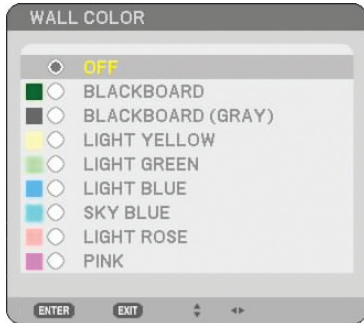 WALL COLOR
OFF
BLACKBOARD
BLACKBOARD (GRAY)
LIGHT YELLOW
LIGHT GREEN
LIGHT BLUE
SKY BLUE
LIGHT ROSE
PINK
ENTER EXIT